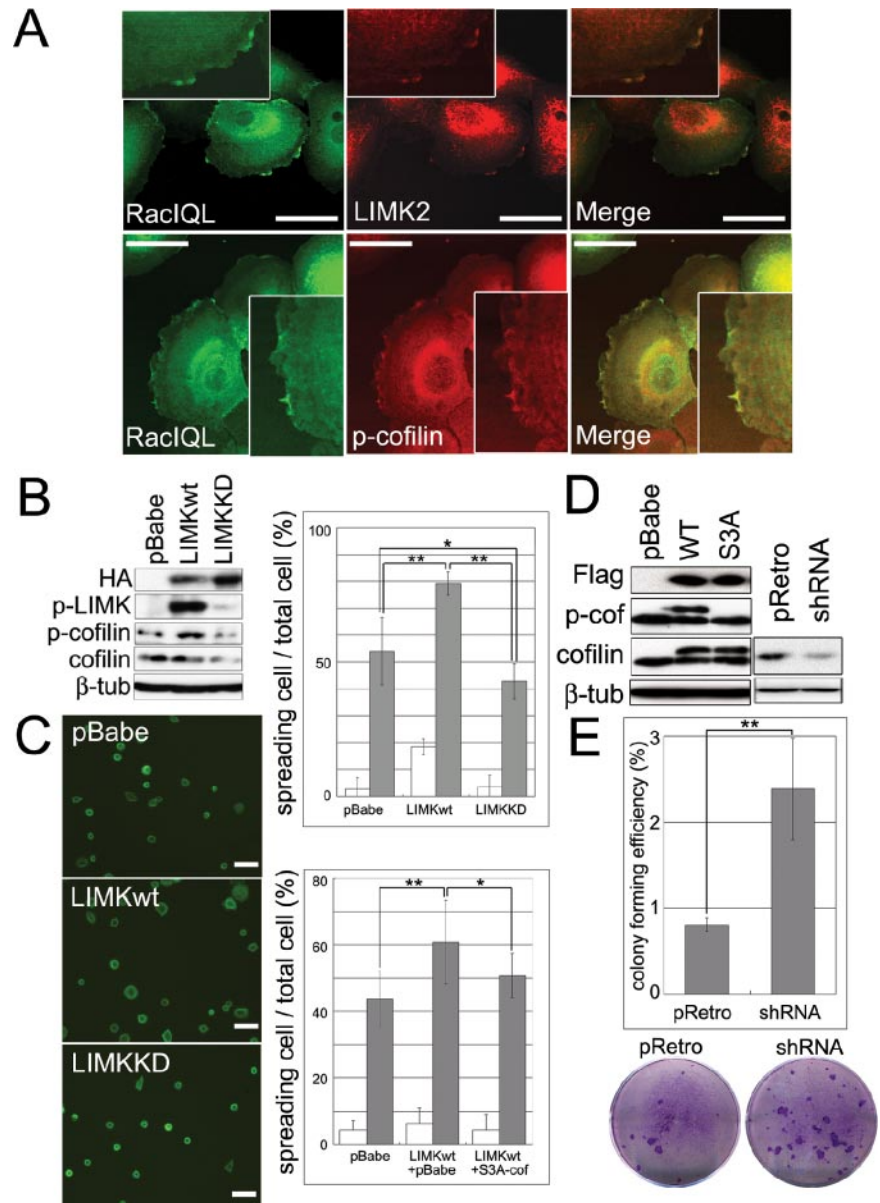 A
RacIQL LIMK2 Merge
RacIQL p-cofilin Merge
B
pBabe LIMKwt LIMKKD
HA
p-LIMK
p-cofilin
cofilin
β-tub
spreading cell / total cell (%)
100
50
0
* ** **
pBabe LIMKwt LIMKKD
C
pBabe
LIMKwt
LIMKKD
spreading cell / total cell (%)
80
60
40
20
0
** *
pBabe LIMKwt LIMKwt
+pBabe +S3A-cof
D
pBabe WT S3A pRetro shRNA
Flag
p-cof
cofilin
β-tub
E
colony forming efficiency (%)
3
2
1
0
**
pRetro shRNA
pRetro shRNA